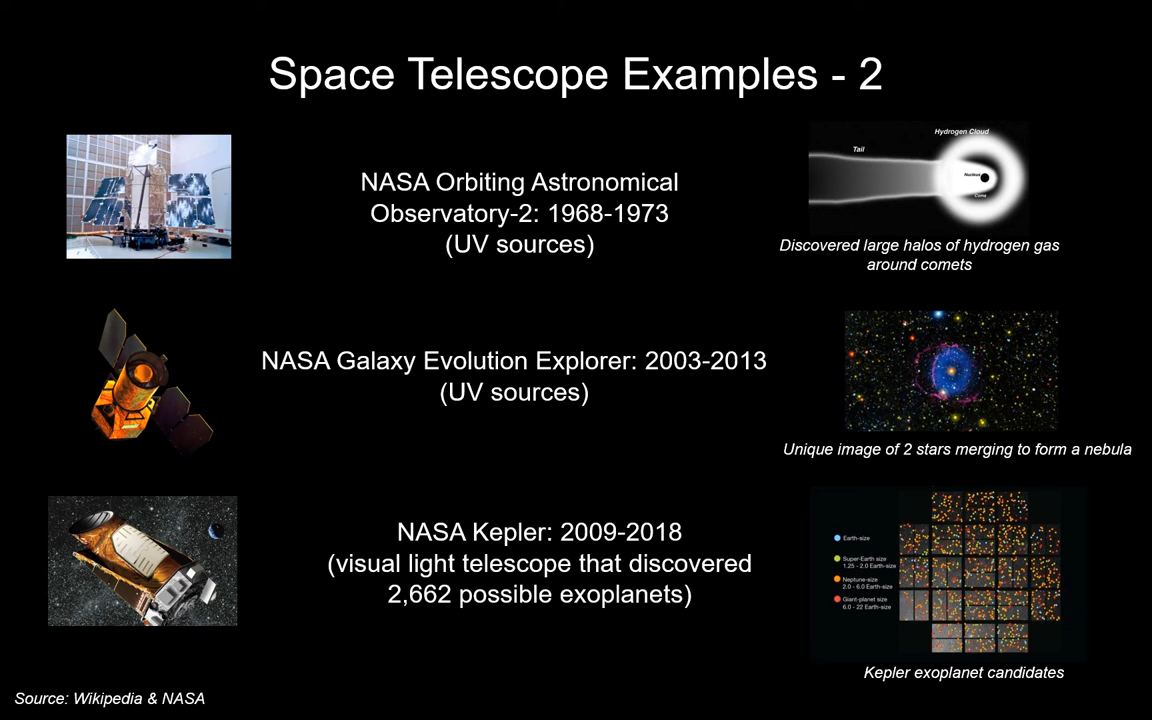 Space Telescope Examples - 2
NASA Orbiting Astronomical
Observatory-2: 1968-1973
(UV sources)
Hydrogen Cloud
Tail
Nucleus
Coma
Discovered large halos of hydrogen gas
around comets
NASA Galaxy Evolution Explorer: 2003-2013
(UV sources)
Unique image of 2 stars merging to form a nebula
NASA Kepler: 2009-2018
(visual light telescope that discovered
2,662 possible exoplanets)
Earth-size
Super-Earth size
1.25 - 2.0 Earth-size
Neptune-size
2.0 - 6.0 Earth-size
Giant-planet size
6.0 - 22 Earth-size
Kepler exoplanet candidates
Source: Wikipedia & NASA